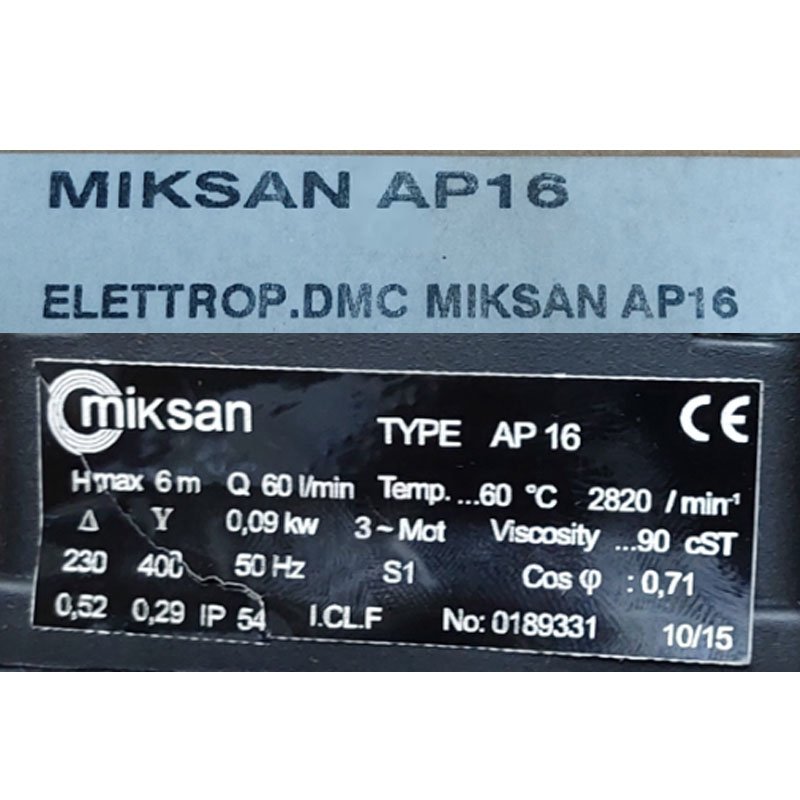 MIKSAN AP16
ELETTROP.DMC MIKSAN AP16
miksan TYPE AP 16 CE
Hmax 6 m Q 60 l/min Temp. ...60 °C 2820 /min⁻¹
Δ Y 0,09 kw 3 ~ Mot Viscosity ...90 cST
230 400 50 Hz S1 Cos φ : 0,71
0,52 0,29 IP 54 I.CL.F No: 0189331 10/15